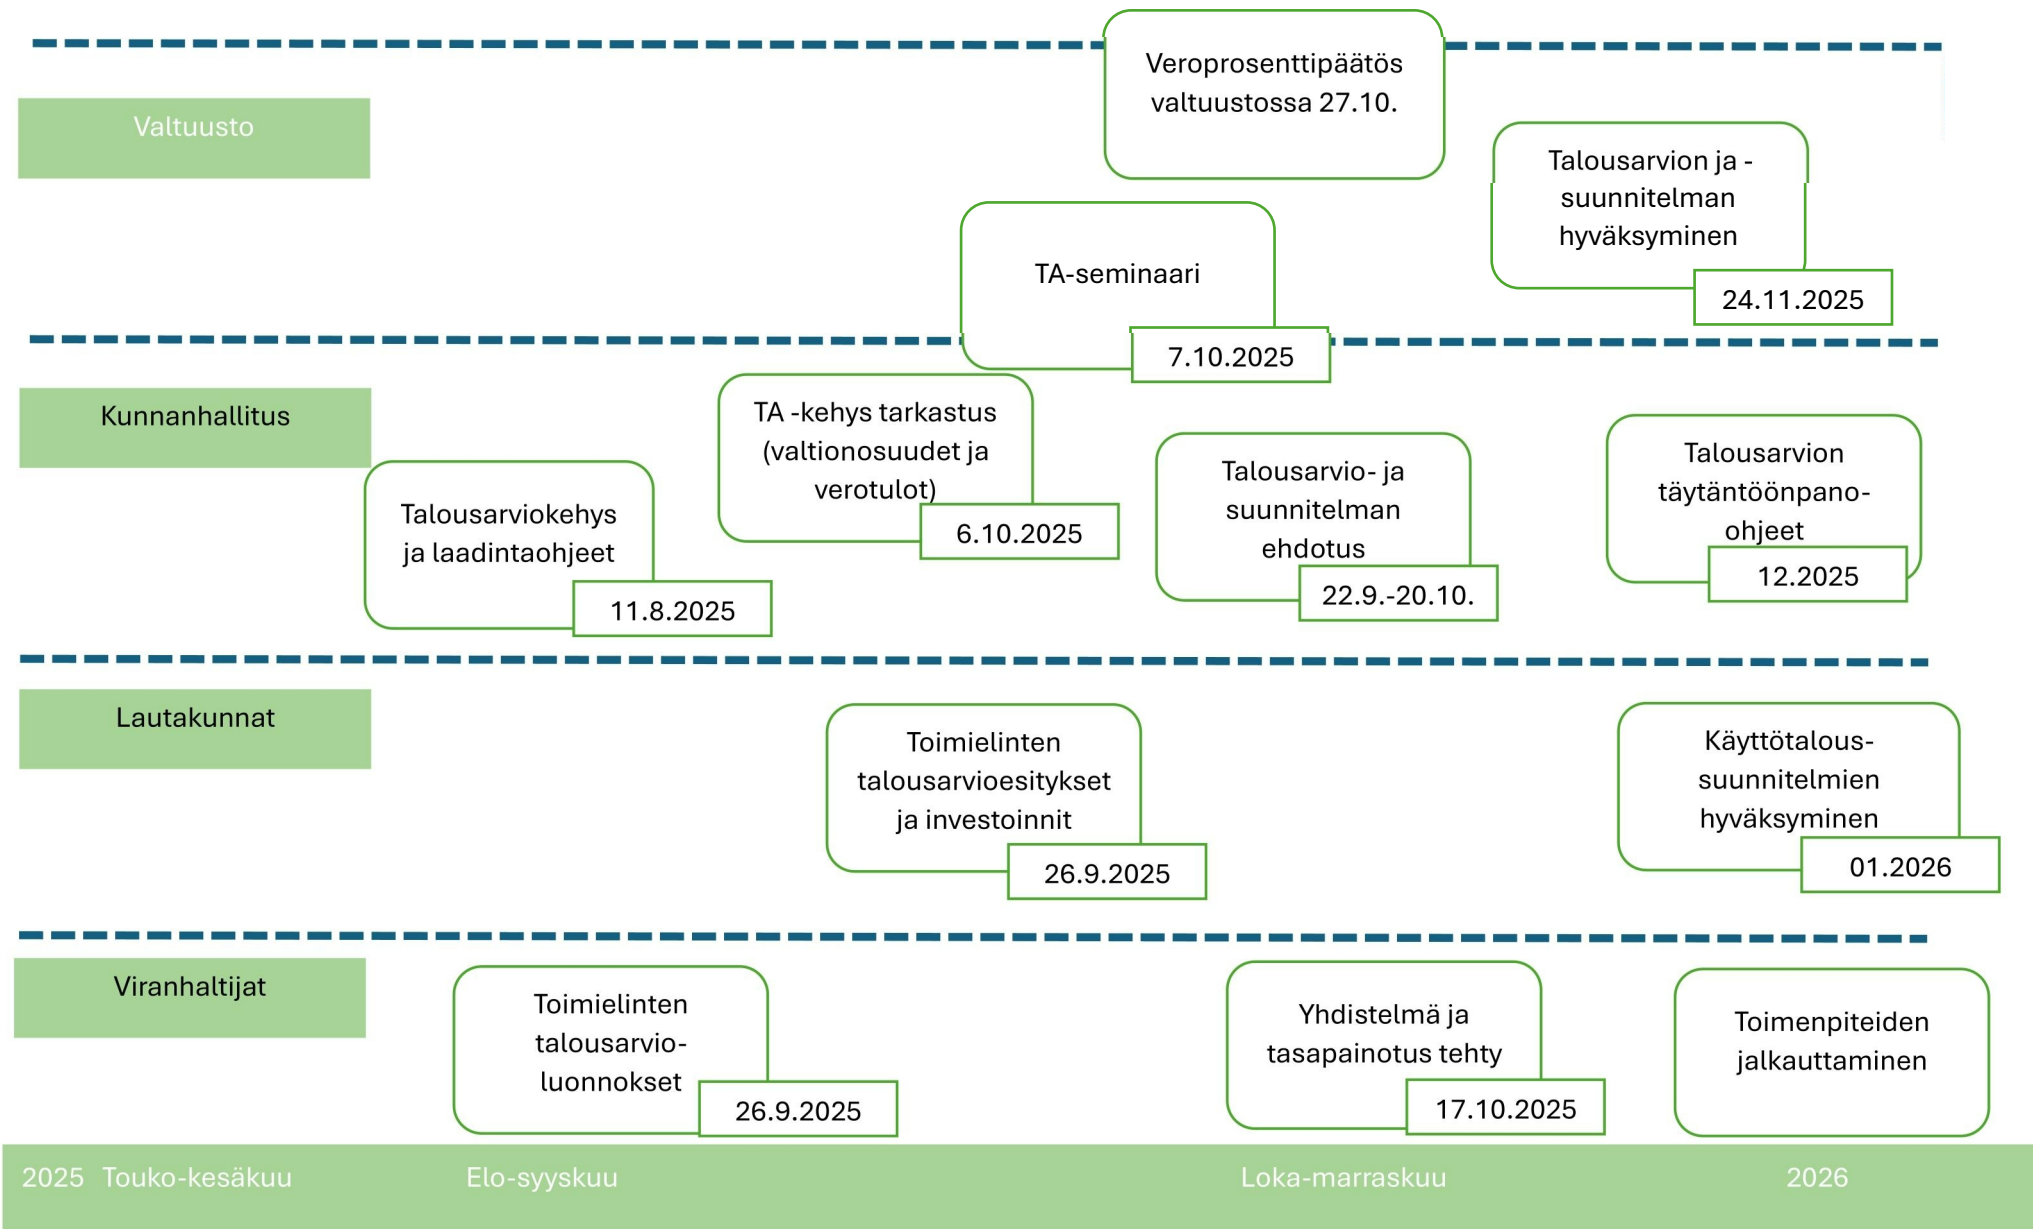 Veroprosenttipäätös
valtuustossa 27.10.
Valtuusto
Talousarvion ja -
suunnitelman
hyväksyminen
24.11.2025
TA-seminaari
7.10.2025
Kunnanhallitus
TA -kehys tarkastus
(valtionosuudet ja
verotulot)
6.10.2025
Talousarviokehys
ja laadintaohjeet
11.8.2025
Talousarvio- ja
suunnitelman
ehdotus
22.9.-20.10.
Talousarvion
täytäntöönpano-
ohjeet
12.2025
Lautakunnat
Toimielinten
talousarvioesitykset
ja investoinnit
26.9.2025
Käyttötalous-
suunnitelmien
hyväksyminen
01.2026
Viranhaltijat
Toimielinten
talousarvio-
luonnokset
26.9.2025
Yhdistelmä ja
tasapainotus tehty
17.10.2025
Toimenpiteiden
jalkauttaminen
2025 Touko-kesäkuu
Elo-syyskuu
Loka-marraskuu
2026